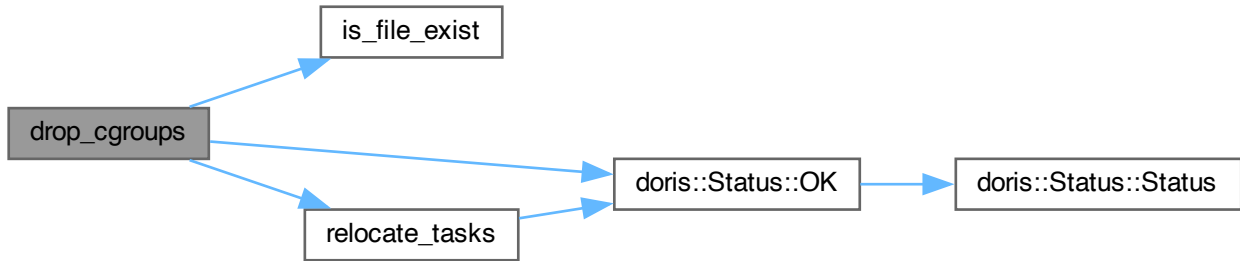 is_file_exist
drop_cgroups
doris::Status::OK
doris::Status::Status
relocate_tasks